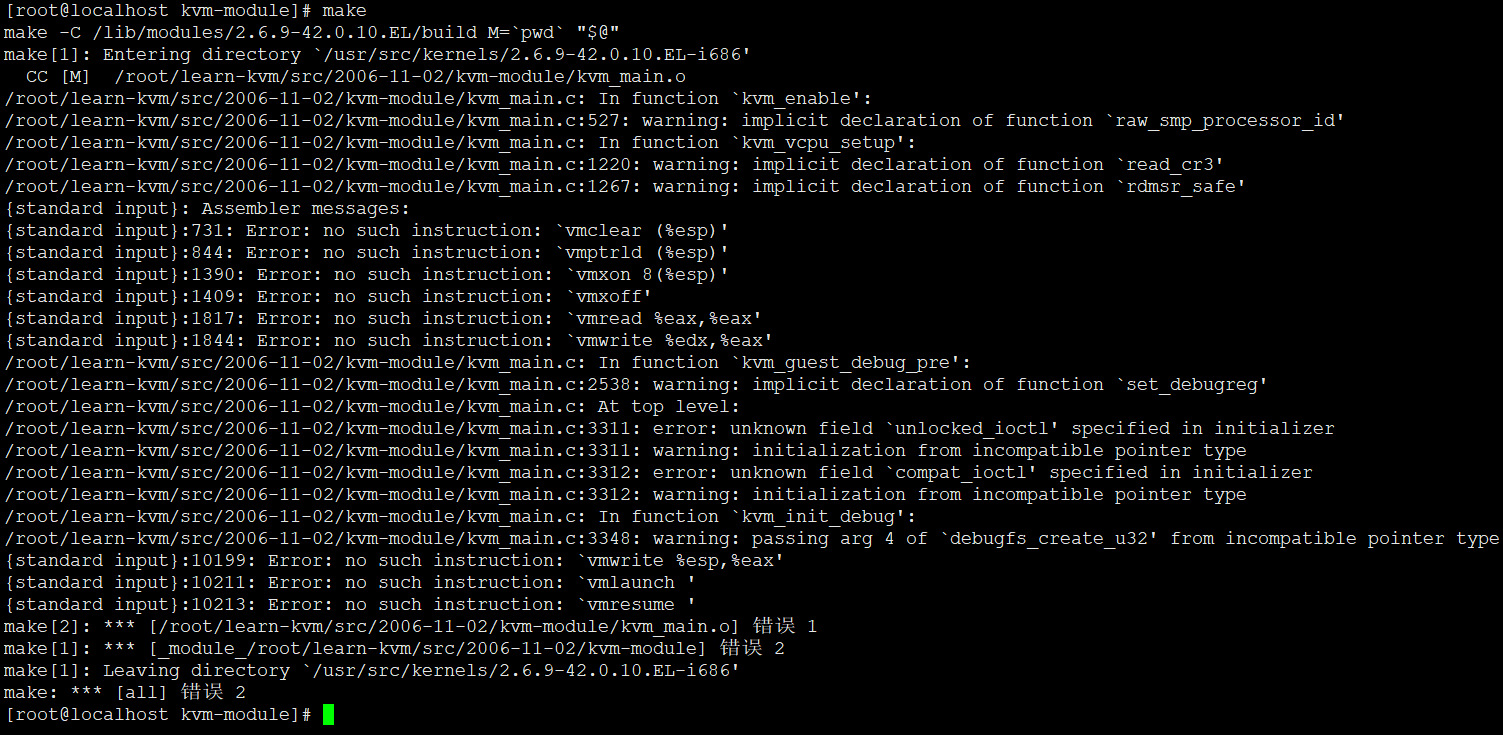 [root@localhost kvm-module]# make
make -C /lib/modules/2.6.9-42.0.10.EL/build M=`pwd` "$@"
make[1]: Entering directory `/usr/src/kernels/2.6.9-42.0.10.EL-i686'
  CC [M]  /root/learn-kvm/src/2006-11-02/kvm-module/kvm_main.o
/root/learn-kvm/src/2006-11-02/kvm-module/kvm_main.c: In function `kvm_enable':
/root/learn-kvm/src/2006-11-02/kvm-module/kvm_main.c:527: warning: implicit declaration of function `raw_smp_processor_id'
/root/learn-kvm/src/2006-11-02/kvm-module/kvm_main.c: In function `kvm_vcpu_setup':
/root/learn-kvm/src/2006-11-02/kvm-module/kvm_main.c:1220: warning: implicit declaration of function `read_cr3'
/root/learn-kvm/src/2006-11-02/kvm-module/kvm_main.c:1267: warning: implicit declaration of function `rdmsr_safe'
{standard input}: Assembler messages:
{standard input}:731: Error: no such instruction: `vmclear (%esp)'
{standard input}:844: Error: no such instruction: `vmptrld (%esp)'
{standard input}:1390: Error: no such instruction: `vmxon 8(%esp)'
{standard input}:1409: Error: no such instruction: `vmxoff'
{standard input}:1817: Error: no such instruction: `vmread %eax,%eax'
{standard input}:1844: Error: no such instruction: `vmwrite %edx,%eax'
/root/learn-kvm/src/2006-11-02/kvm-module/kvm_main.c: In function `kvm_guest_debug_pre':
/root/learn-kvm/src/2006-11-02/kvm-module/kvm_main.c:2538: warning: implicit declaration of function `set_debugreg'
/root/learn-kvm/src/2006-11-02/kvm-module/kvm_main.c: At top level:
/root/learn-kvm/src/2006-11-02/kvm-module/kvm_main.c:3311: error: unknown field `unlocked_ioctl' specified in initializer
/root/learn-kvm/src/2006-11-02/kvm-module/kvm_main.c:3311: warning: initialization from incompatible pointer type
/root/learn-kvm/src/2006-11-02/kvm-module/kvm_main.c:3312: error: unknown field `compat_ioctl' specified in initializer
/root/learn-kvm/src/2006-11-02/kvm-module/kvm_main.c:3312: warning: initialization from incompatible pointer type
/root/learn-kvm/src/2006-11-02/kvm-module/kvm_main.c: In function `kvm_init_debug':
/root/learn-kvm/src/2006-11-02/kvm-module/kvm_main.c:3348: warning: passing arg 4 of `debugfs_create_u32' from incompatible pointer type
{standard input}:10199: Error: no such instruction: `vmwrite %esp,%eax'
{standard input}:10211: Error: no such instruction: `vmlaunch '
{standard input}:10213: Error: no such instruction: `vmresume '
make[2]: *** [/root/learn-kvm/src/2006-11-02/kvm-module/kvm_main.o] 错误 1
make[1]: *** [_module_/root/learn-kvm/src/2006-11-02/kvm-module] 错误 2
make[1]: Leaving directory `/usr/src/kernels/2.6.9-42.0.10.EL-i686'
make: *** [all] 错误 2
[root@localhost kvm-module]#